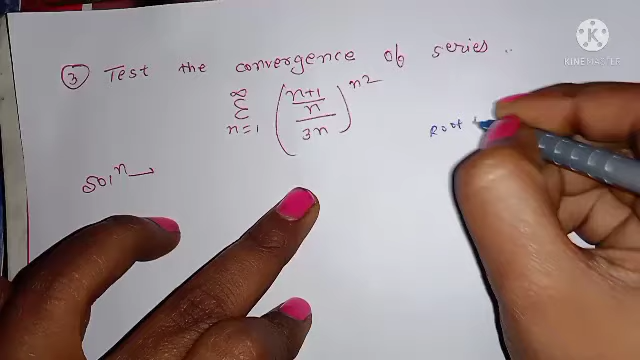 3 Test the convergence of series..
∞
Σ ( (n+1/n)/3n )^n2
n=1
Root
Solⁿ
KINEMASTER